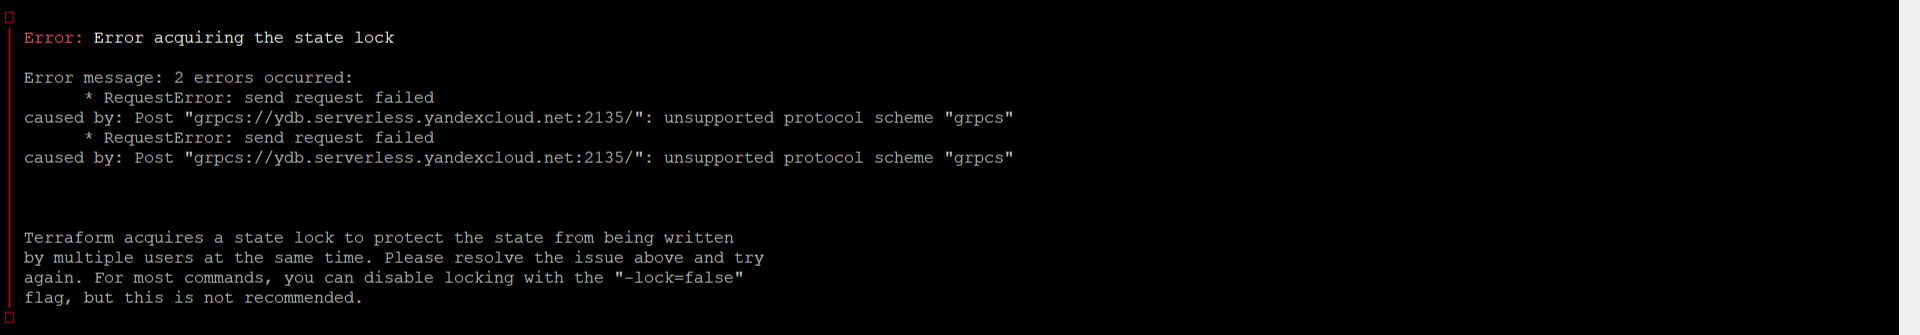 Error: Error acquiring the state lock
Error message: 2 errors occurred:
* RequestError: send request failed
caused by: Post "grpcs://ydb.serverless.yandexcloud.net:2135/": unsupported protocol scheme "grpcs"
* RequestError: send request failed
caused by: Post "grpcs://ydb.serverless.yandexcloud.net:2135/": unsupported protocol scheme "grpcs"
Terraform acquires a state lock to protect the state from being written
by multiple users at the same time. Please resolve the issue above and try
again. For most commands, you can disable locking with the "-lock=false"
flag, but this is not recommended.